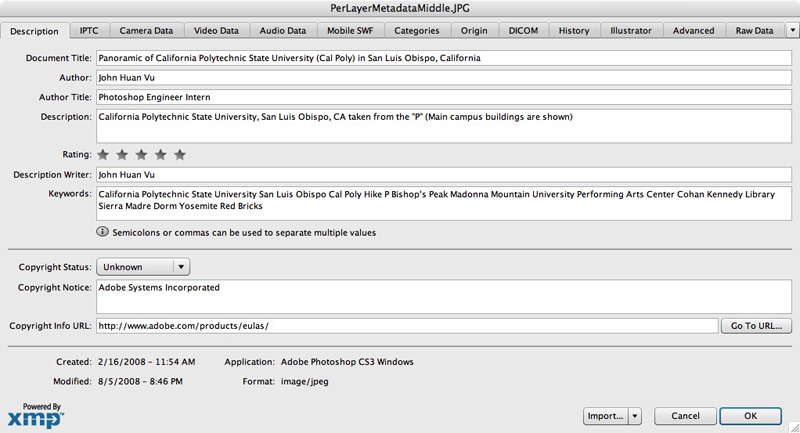 PerLayerMetadataMiddle.JPG
Description IPTC Camera Data Video Data Audio Data Mobile SWF Categories Origin DICOM History Illustrator Advanced Raw Data
Document Title: Panoramic of California Polytechnic State University (Cal Poly) in San Luis Obispo, California
Author: John Huan Vu
Author Title: Photoshop Engineer Intern
Description: California Polytechnic State University, San Luis Obispo, CA taken from the "P" (Main campus buildings are shown)
Rating:
Description Writer: John Huan Vu
Keywords: California Polytechnic State University San Luis Obispo Cal Poly Hike P Bishop's Peak Madonna Mountain University Performing Arts Center Cohan Kennedy Library
Sierra Madre Dorm Yosemite Red Bricks
Semicolons or commas can be used to separate multiple values
Copyright Status: Unknown
Copyright Notice: Adobe Systems Incorporated
Copyright Info URL: http://www.adobe.com/products/eulas/ Go To URL...
Created: 2/16/2008 - 11:54 AM Application: Adobe Photoshop CS3 Windows
Modified: 8/5/2008 - 8:46 PM Format: image/jpeg
Powered By
xmp™ Import... Cancel OK